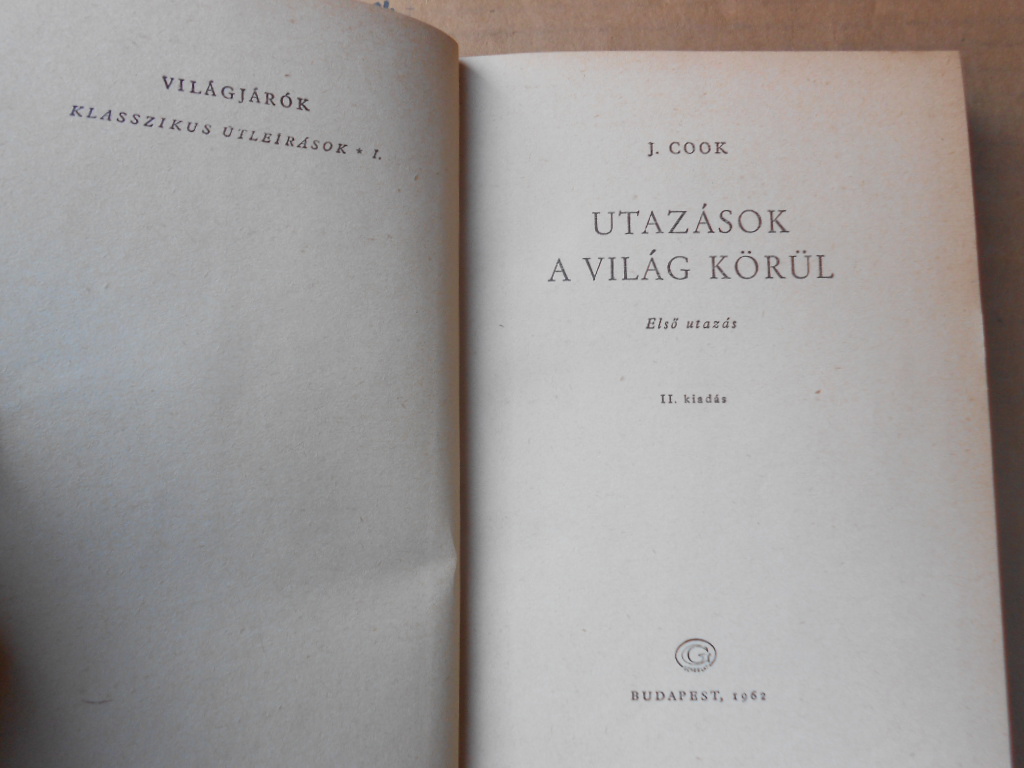 VILÁGJÁRÓK
KLASSZIKUS ÚTLEÍRÁSOK * I.
J. COOK
UTAZÁSOK
A VILÁG KÖRÜL
Első utazás
II. kiadás
G
BUDAPEST, 1962